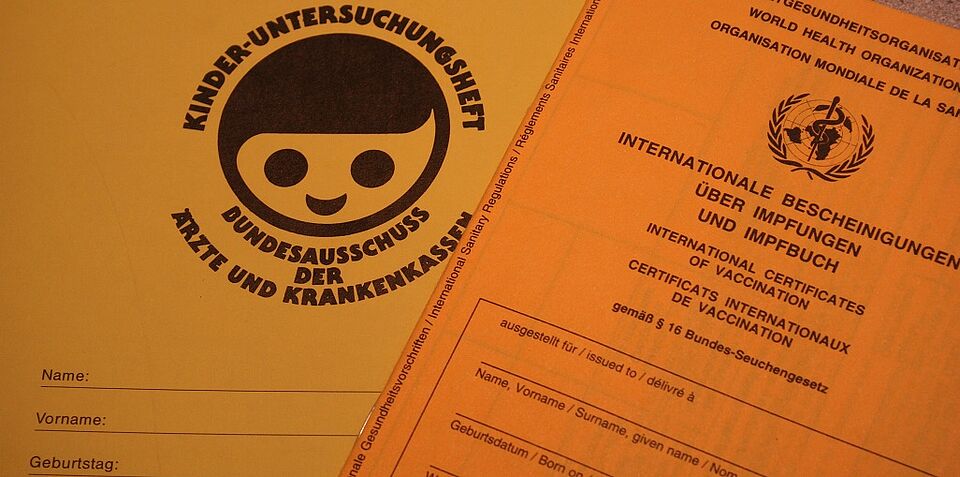 KINDER-UNTERSUCHUNGSHEFT
BUNDESAUSSCHUSS
DER
ÄRZTE UND KRANKENKASSEN
Name:
Vorname:
Geburtstag:
Gesundheitsvorschriften / International Sanitary Regulations / Règlements Sanitaires
WORLD HEALTH ORGANIZATION
ORGANISATION MONDIALE DE LA
INTERNATIONALE BESCHEINIGUNGEN
ÜBER IMPFUNGEN
UND IMPFBUCH
INTERNATIONAL CERTIFICATES
OF VACCINATION
CERTIFICATS INTERNATIONAUX
DE VACCINATION
gemäß § 16 Bundes-Seuchengesetz
ausgestellt für / issued to / délivré à
Name, Vorname / Surname, given name / Nom
Geburtsdatum / Born on